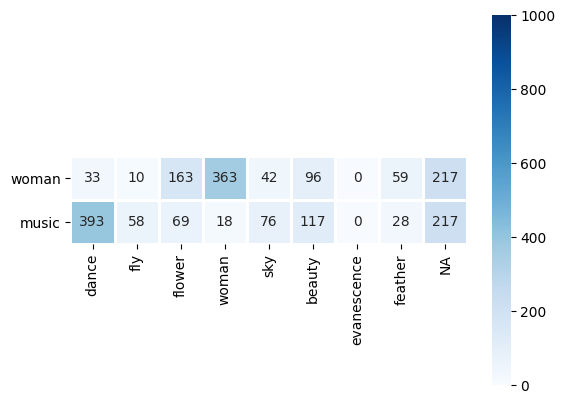 1000
800
600
400
200
0
woman 33 10 163 363 42 96 0 59 217
music 393 58 69 18 76 117 0 28 217
dance fly flower woman sky beauty evanescence feather NA